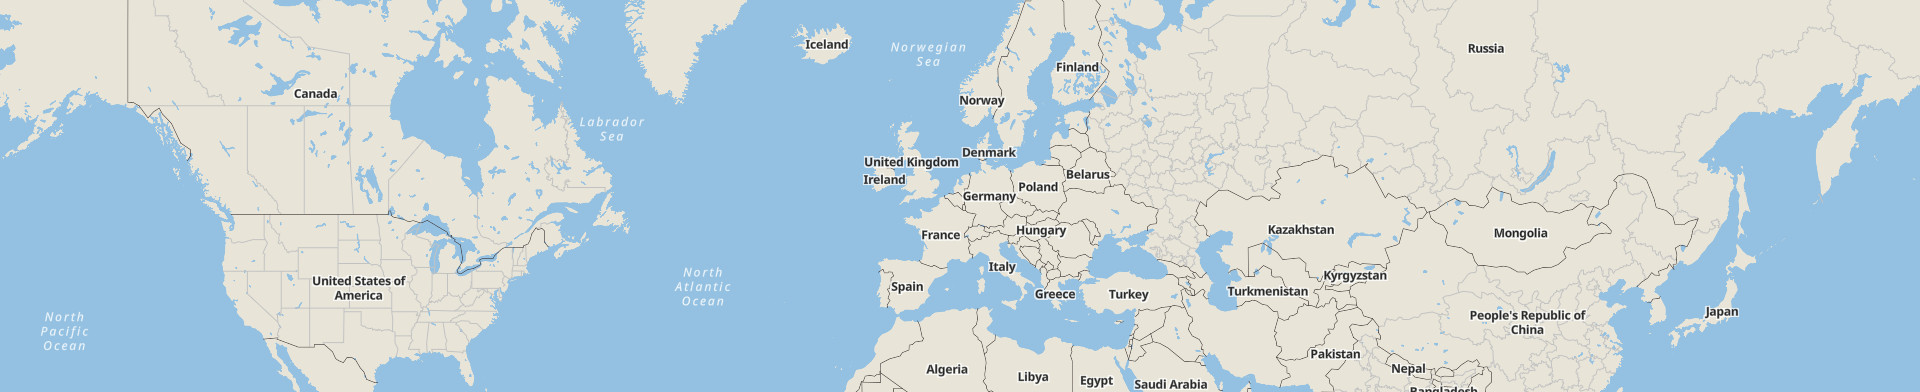 Iceland
Norwegian
Sea
Russia
Finland
Canada
Norway
Labrador
Sea
Denmark
United Kingdom
Ireland
Belarus
Poland
Germany
Hungary
France
Kazakhstan
Mongolia
Italy
North
Atlantic
Ocean
Kyrgyzstan
United States of
America
Spain
Greece
Turkey
Turkmenistan
North
Pacific
Ocean
People's Republic of
China
Japan
Pakistan
Algeria
Libya
Egypt
Saudi Arabia
Nepal
Bangladesh